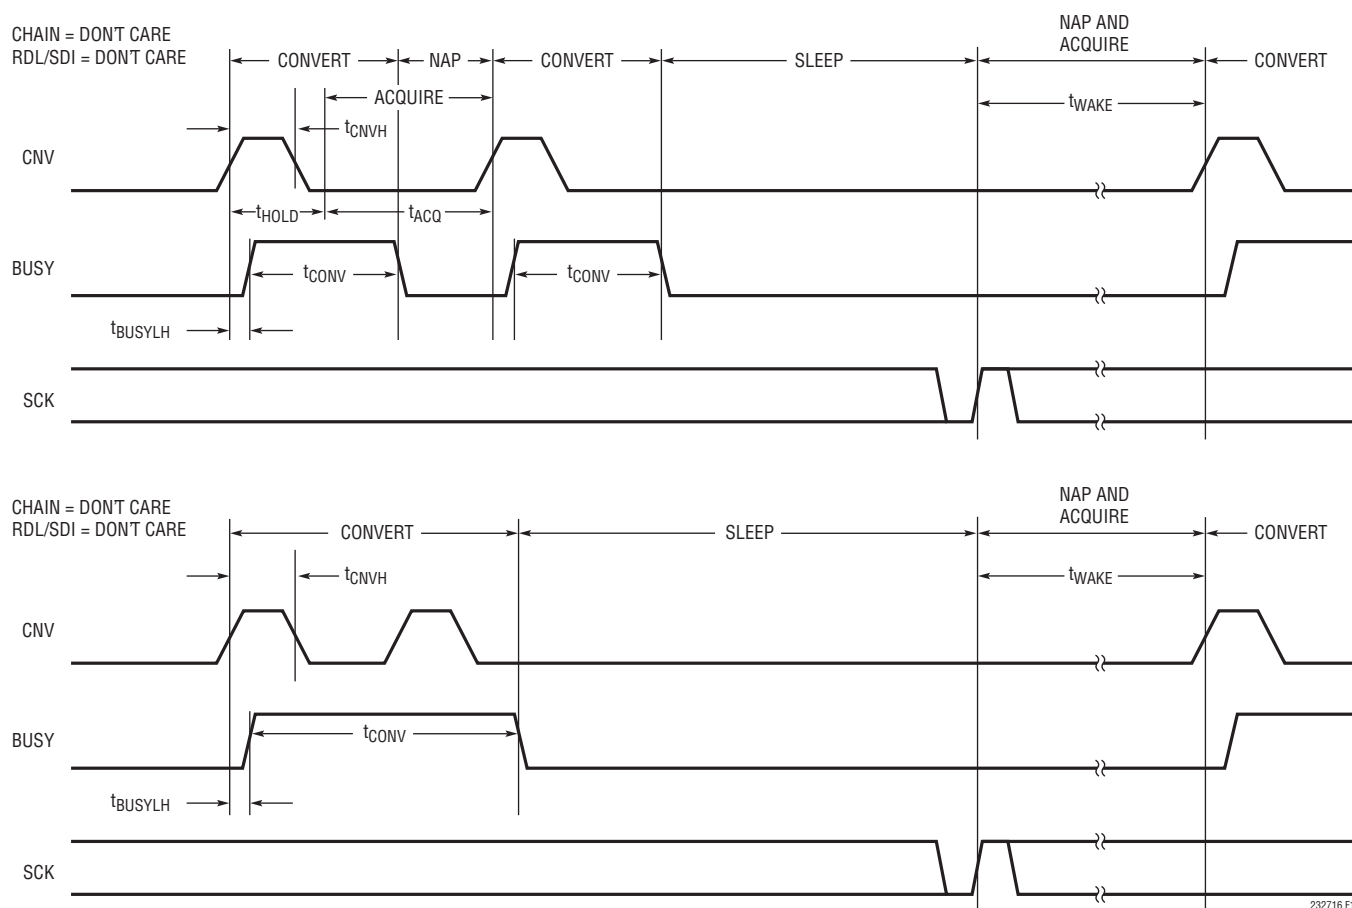 CHAIN = DON'T CARE
RDL/SDI = DON'T CARE
NAP AND
ACQUIRE
CONVERT
NAP
CONVERT
SLEEP
CONVERT
ACQUIRE
tWAKE
tCNVH
CNV
tHOLD
tACQ
BUSY
tCONV
tCONV
tBUSYLH
SCK
CHAIN = DON'T CARE
RDL/SDI = DON'T CARE
NAP AND
ACQUIRE
CONVERT
SLEEP
CONVERT
tCNVH
tWAKE
CNV
BUSY
tCONV
tBUSYLH
SCK